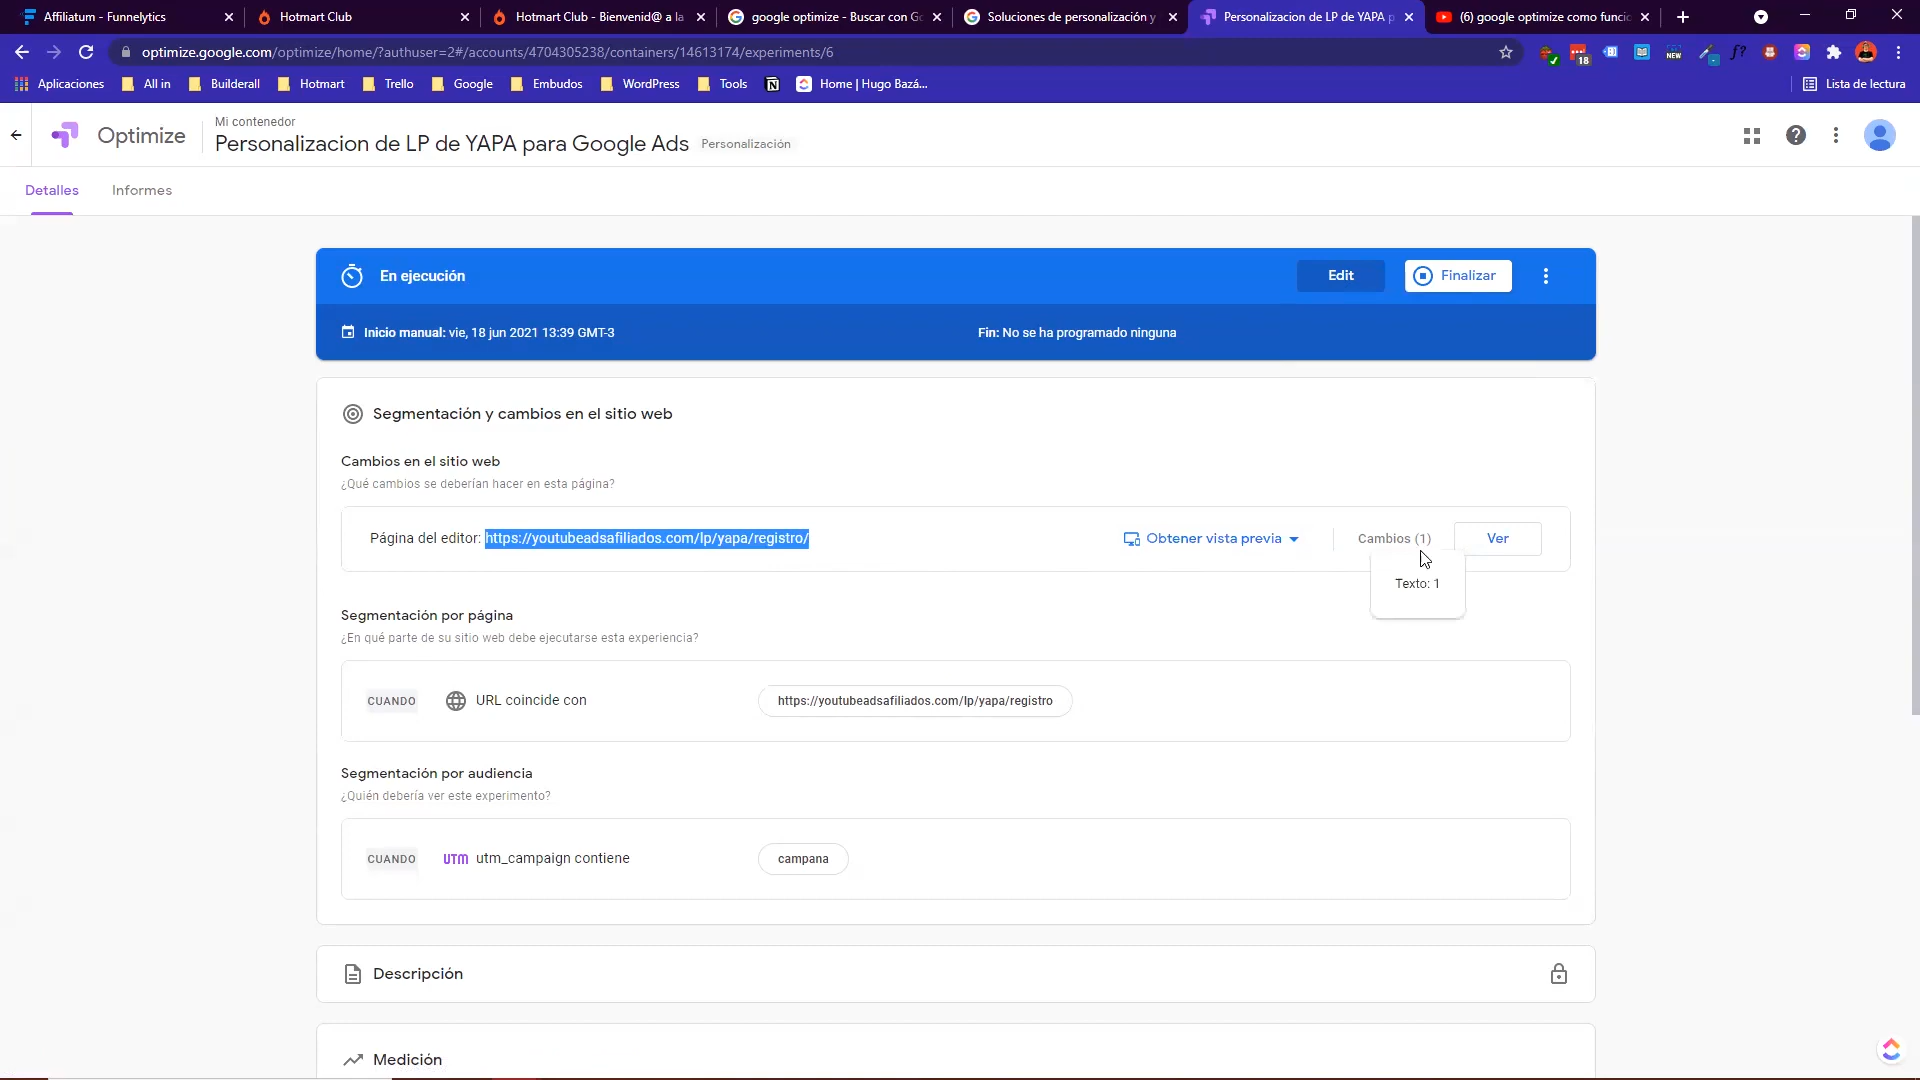 Affiliatum - Funnelytics
Hotmart Club
Hotmart Club - Bienvenid@ a la
google optimize - Buscar con Go
Soluciones de personalización y
Personalizacion de LP de YAPA p
(6) google optimize como funcio
optimize.google.com/optimize/home/?authuser=2#/accounts/4704305238/containers/14613174/experiments/6
18
NEW
f?
Aplicaciones
All in
Builderall
Hotmart
Trello
Google
Embudos
WordPress
Tools
Home | Hugo Bazá...
Lista de lectura
Optimize
Mi contenedor
Personalizacion de LP de YAPA para Google Ads
Personalización
Detalles
Informes
En ejecución
Edit
Finalizar
Inicio manual: vie, 18 jun 2021 13:39 GMT-3
Fin: No se ha programado ninguna
Segmentación y cambios en el sitio web
Cambios en el sitio web
¿Qué cambios se deberían hacer en esta página?
Página del editor: https://youtubeadsafiliados.com/lp/yapa/registro/
Obtener vista previa
Cambios (1)
Ver
Texto: 1
Segmentación por página
¿En qué parte de su sitio web debe ejecutarse esta experiencia?
CUANDO
URL coincide con
https://youtubeadsafiliados.com/lp/yapa/registro
Segmentación por audiencia
¿Quién debería ver este experimento?
CUANDO
UTM utm_campaign contiene
campana
Descripción
Medición